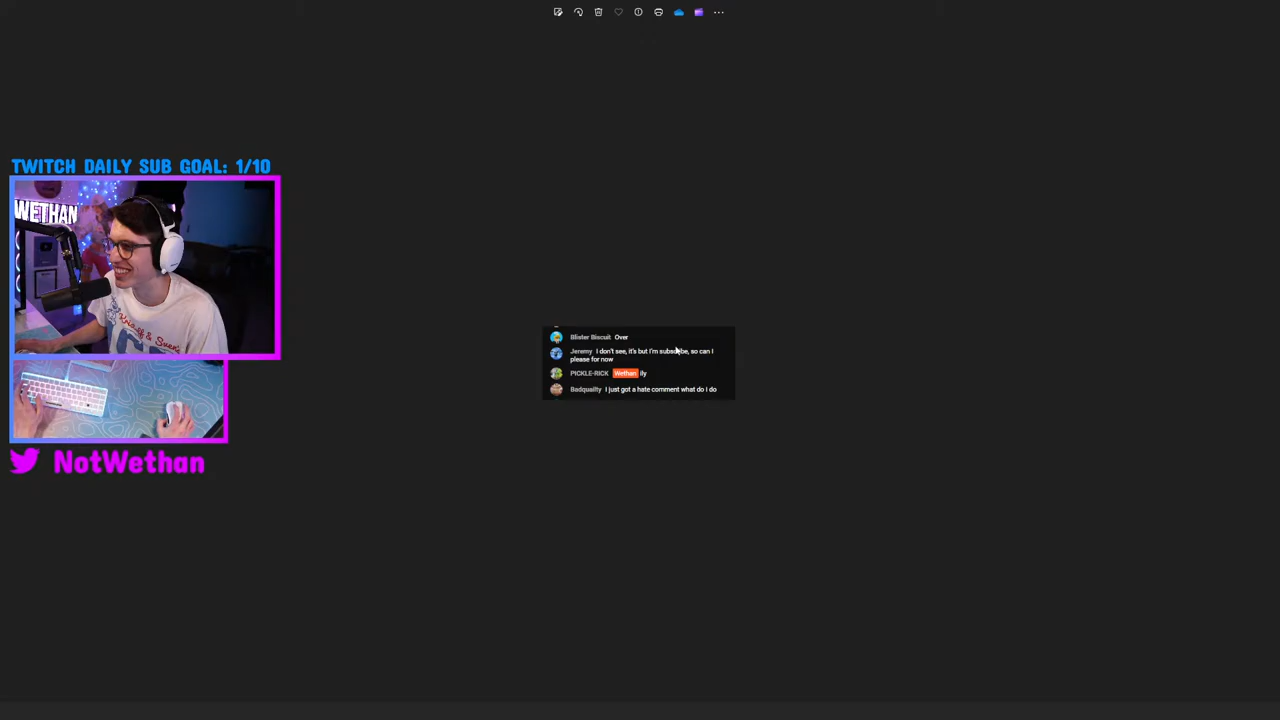 TWITCH DAILY SUB GOAL: 1/10
WETHAN
Blister Biscuit Over
Jeremy I don't see, it's but I'm subscribe, so can I
please for now
PICKLE-RICK Wethan ily
Badquailty I just got a hate comment what do i do
NotWethan